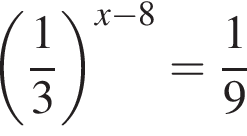 (1/3)^{x−8} = 1/9